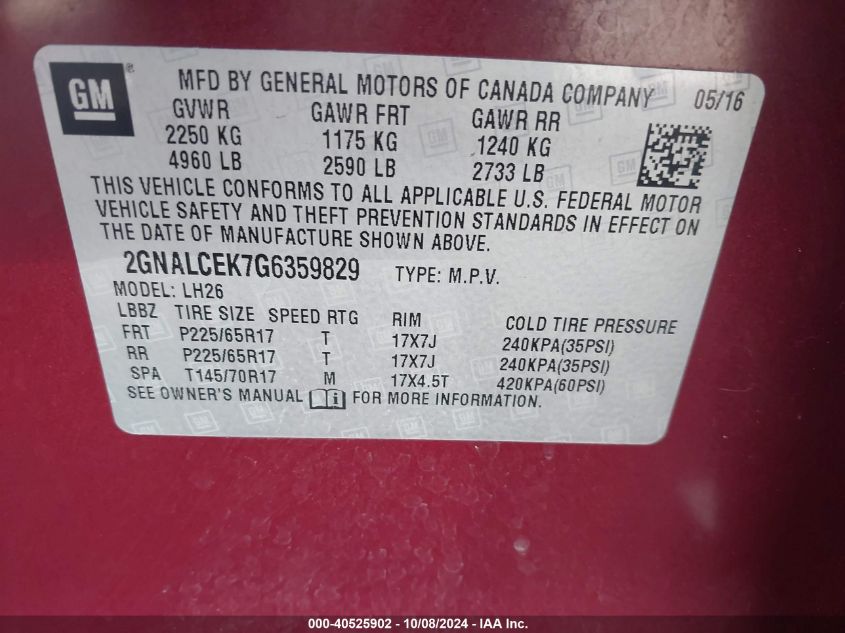 GM ®
MFD BY GENERAL MOTORS OF CANADA COMPANY 05/16
GVWR GAWR FRT GAWR RR
2250 KG 1175 KG 1240 KG
4960 LB 2590 LB 2733 LB
THIS VEHICLE CONFORMS TO ALL APPLICABLE U.S. FEDERAL MOTOR
VEHICLE SAFETY AND THEFT PREVENTION STANDARDS IN EFFECT ON
THE DATE OF MANUFACTURE SHOWN ABOVE.
2GNALCEK7G6359829 TYPE: M.P.V.
MODEL: LH26
LBBZ TIRE SIZE SPEED RTG RIM COLD TIRE PRESSURE
FRT P225/65R17 T 17X7J 240KPA(35PSI)
RR P225/65R17 T 17X7J 240KPA(35PSI)
SPA T145/70R17 M 17X4.5T 420KPA(60PSI)
SEE OWNER'S MANUAL FOR MORE INFORMATION.
000-40525902 - 10/08/2024 - IAA Inc.